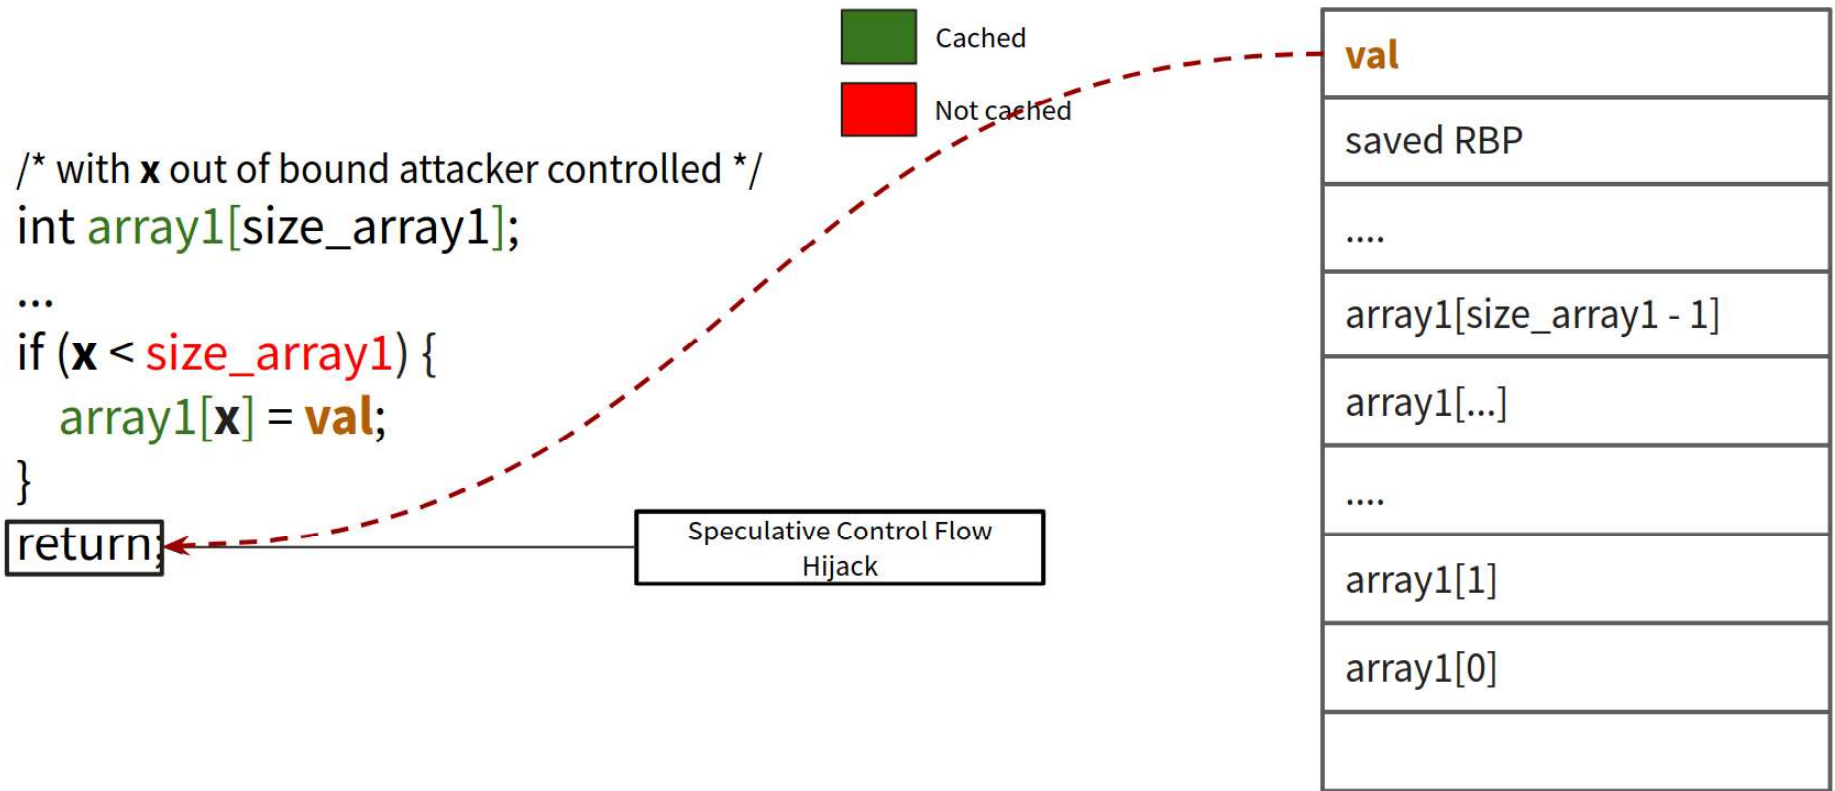 Cached
Not cached
/* with x out of bound attacker controlled */
int array1[size_array1];
...
if (x < size_array1) {
array1[x] = val;
}
return;
Speculative Control Flow
Hijack
val
saved RBP
....
array1[size_array1 - 1]
array1[...]
....
array1[1]
array1[0]